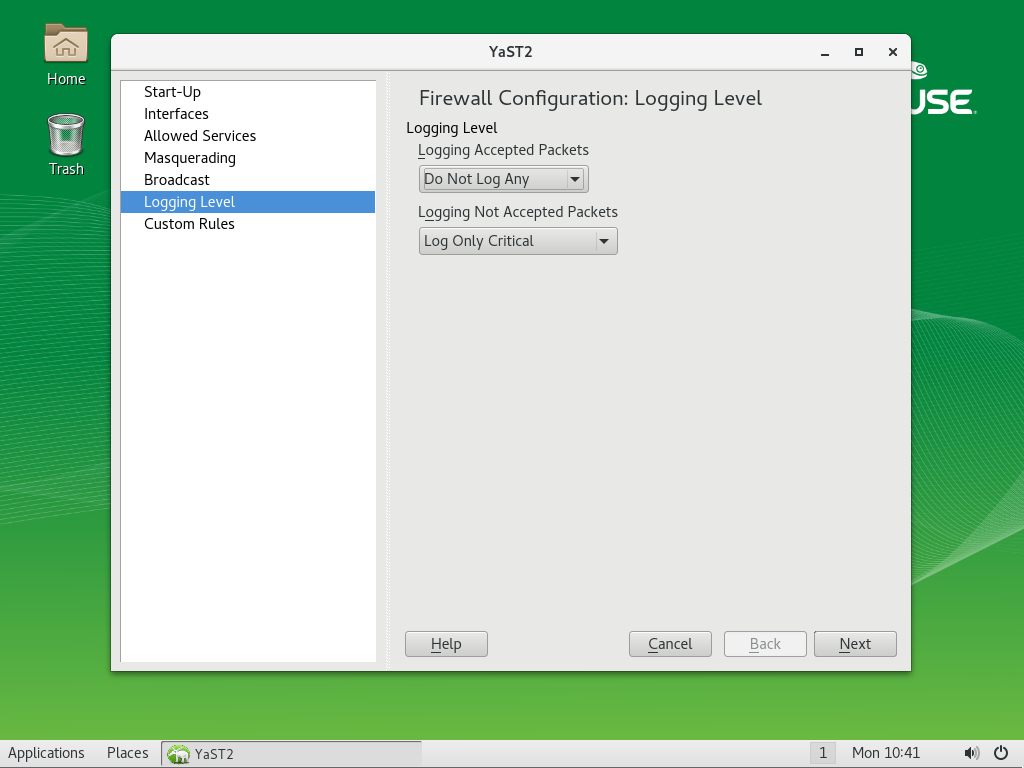 Home
Trash
YaST2
Start-Up
Interfaces
Allowed Services
Masquerading
Broadcast
Logging Level
Custom Rules
Firewall Configuration: Logging Level
Logging Level
Logging Accepted Packets
Do Not Log Any
Logging Not Accepted Packets
Log Only Critical
Help
Cancel
Back
Next
Applications
Places
YaST2
1
Mon 10:41